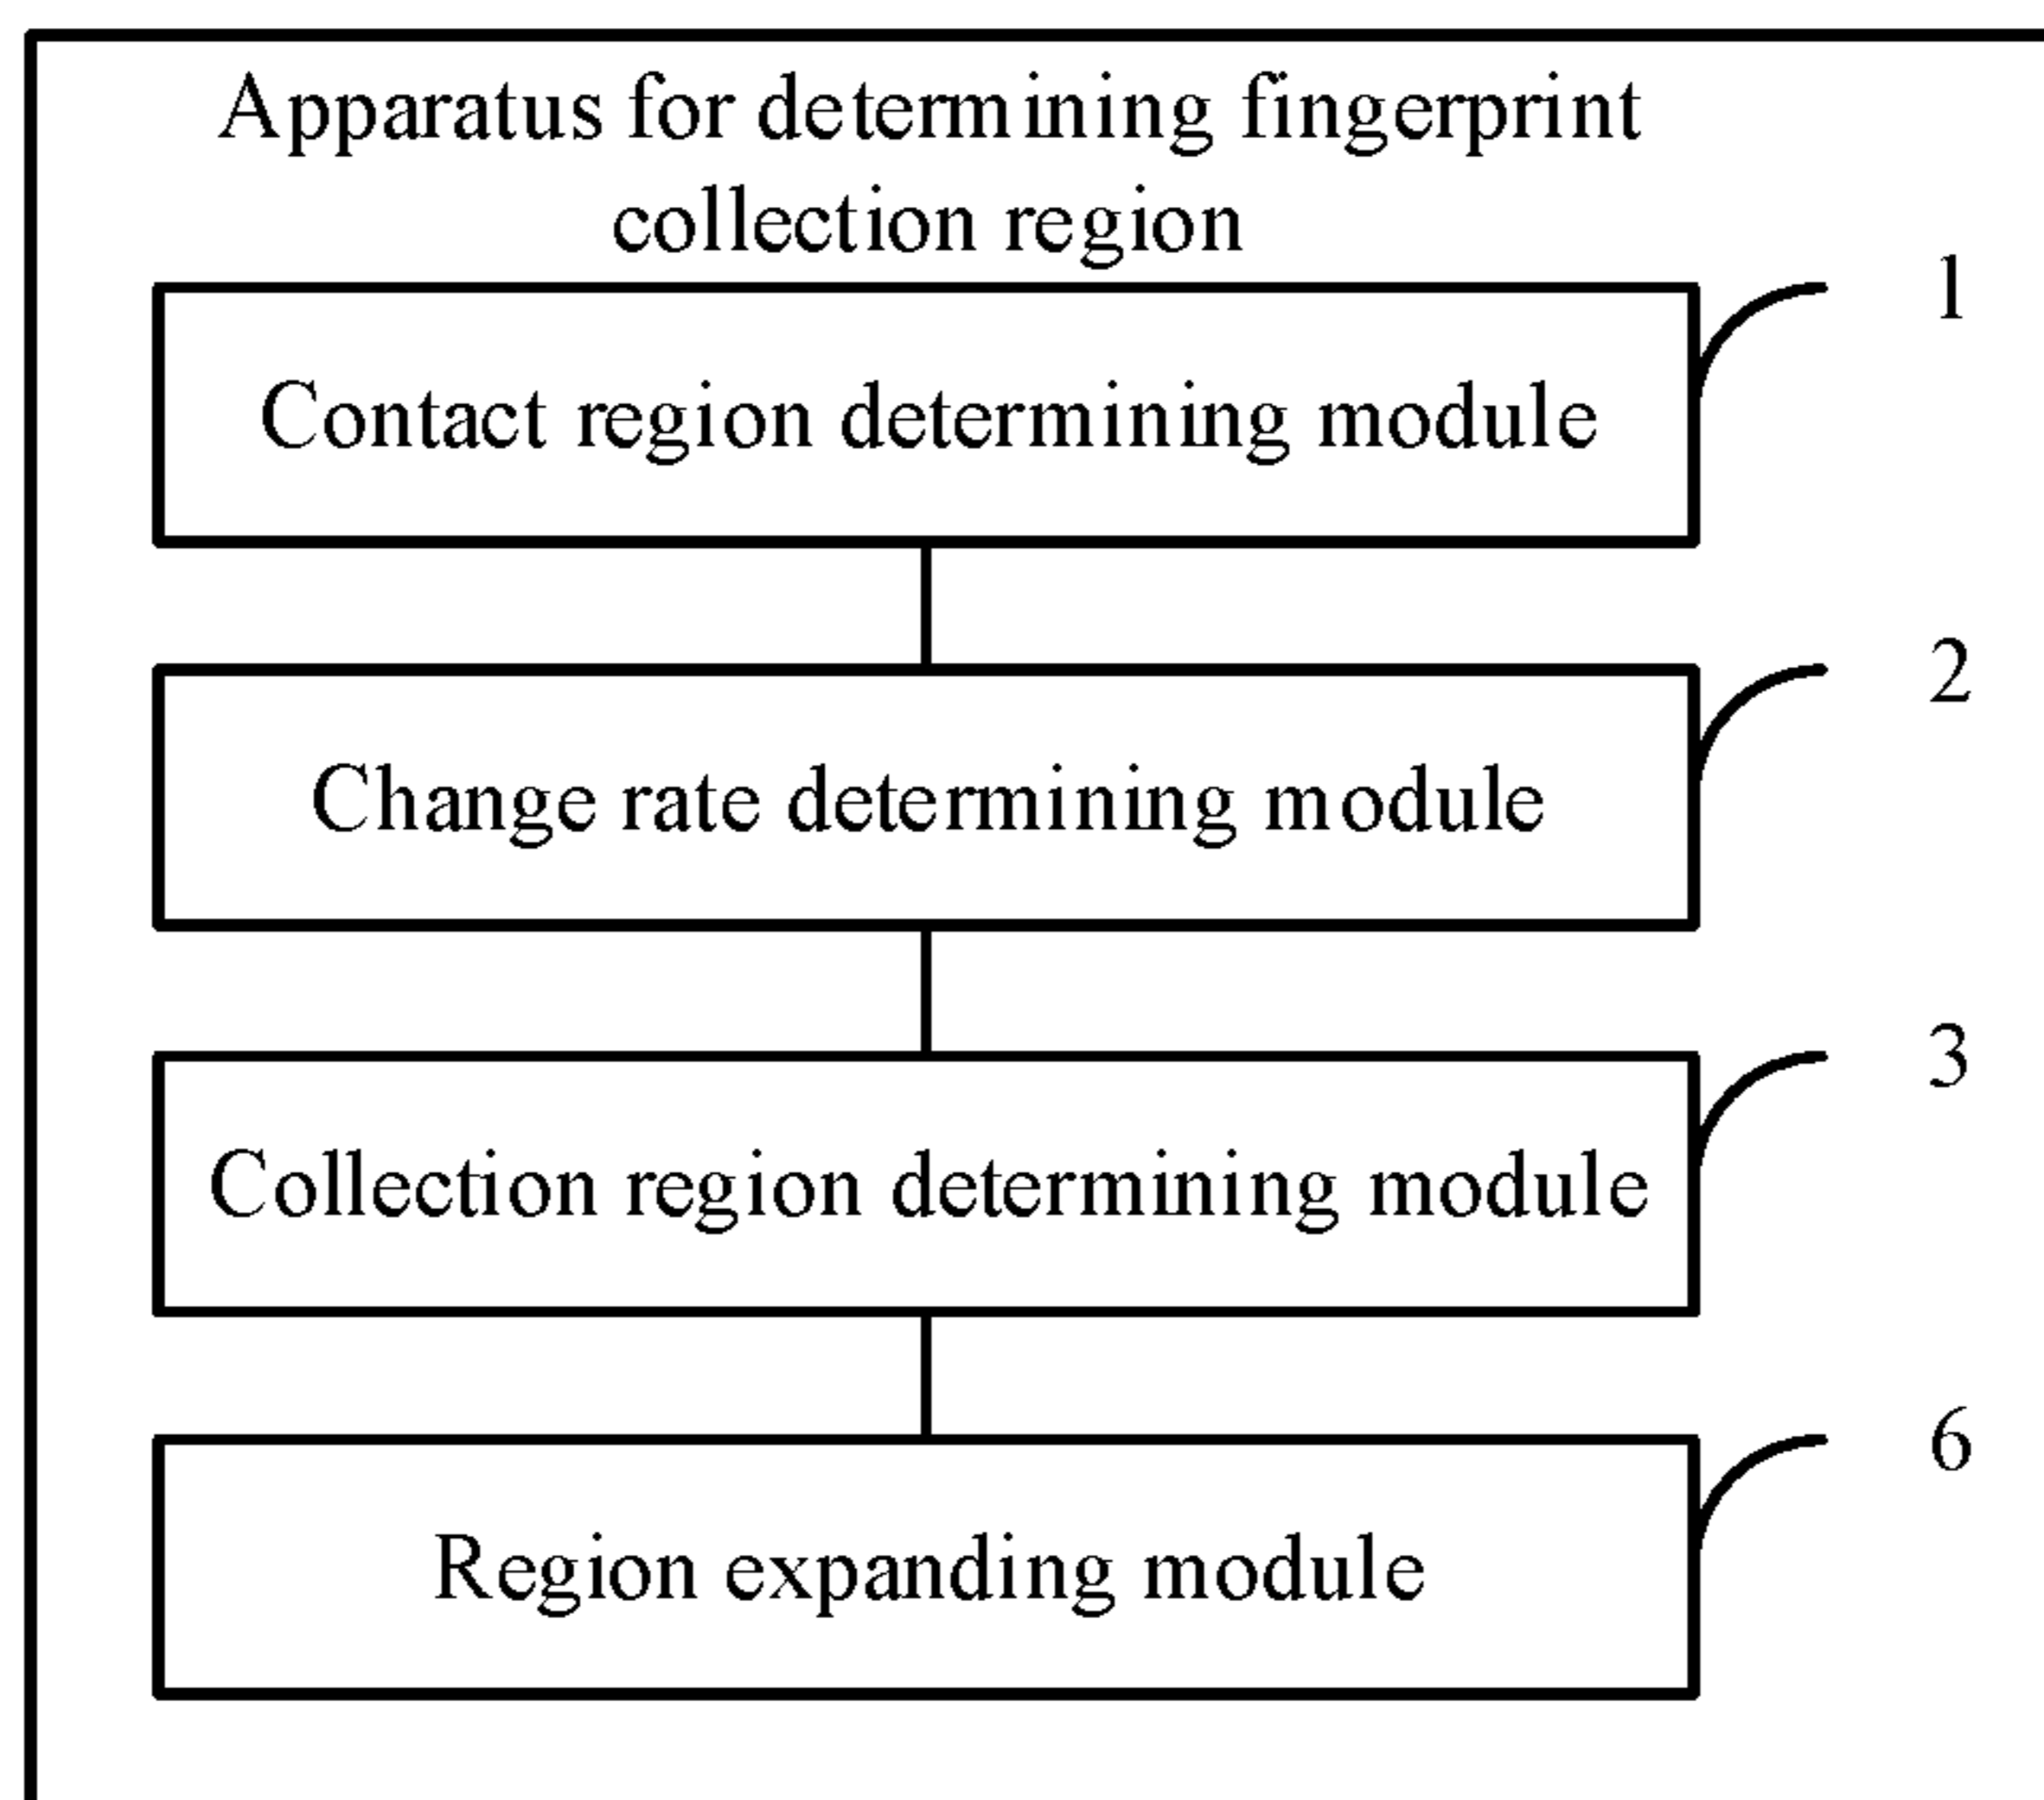 Apparatus for determining fingerprint
collection region
1
Contact region determining module
2
Change rate determining module
3
Collection region determining module
6
Region expanding module